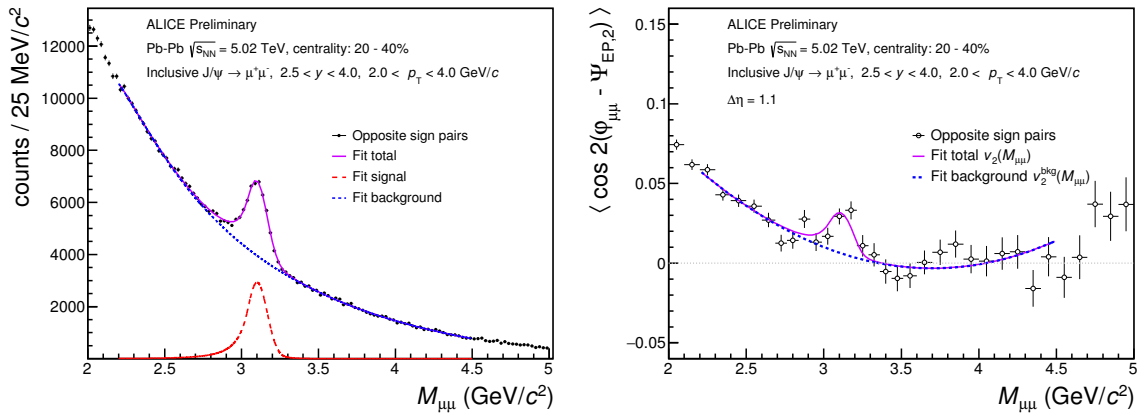 ALICE Preliminary
Pb-Pb √sNN = 5.02 TeV, centrality: 20 - 40%
Inclusive J/ψ → μ⁺μ⁻, 2.5 < y < 4.0, 2.0 < pT < 4.0 GeV/c
Opposite sign pairs
Fit total
Fit signal
Fit background
counts / 25 MeV/c²
12000
10000
8000
6000
4000
2000
2 2.5 3 3.5 4 4.5 5
Mμμ (GeV/c²)
ALICE Preliminary
Pb-Pb √sNN = 5.02 TeV, centrality: 20 - 40%
Inclusive J/ψ → μ⁺μ⁻, 2.5 < y < 4.0, 2.0 < pT < 4.0 GeV/c
Δη = 1.1
Opposite sign pairs
Fit total v₂(Mμμ)
Fit background v₂ᵇᵏᵍ(Mμμ)
⟨ cos 2(φμμ - ΨEP,2) ⟩
0.15
0.1
0.05
0
−0.05
2 2.5 3 3.5 4 4.5 5
Mμμ (GeV/c²)